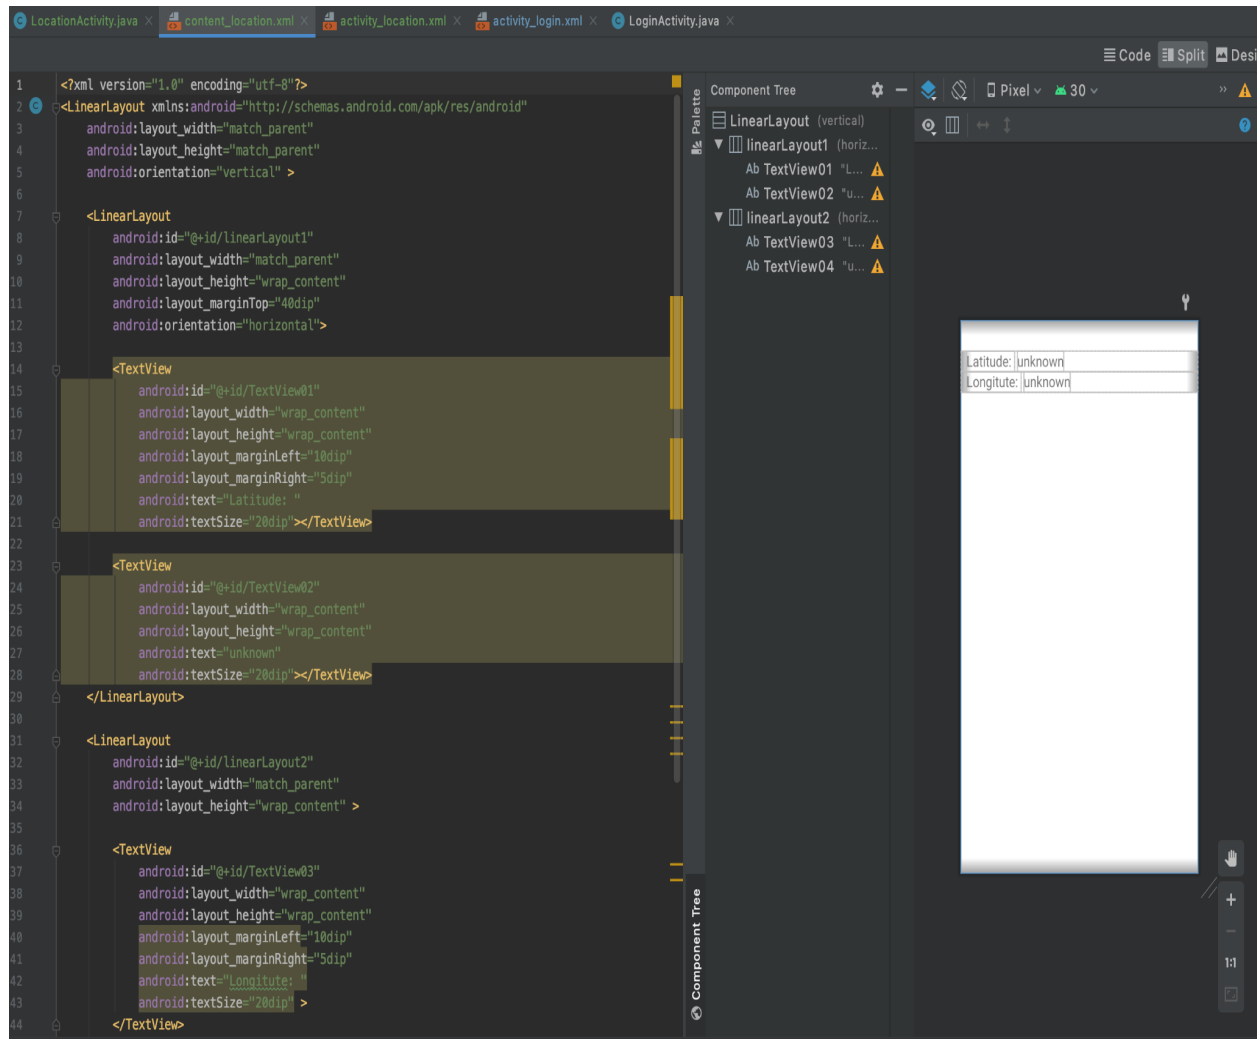 LocationActivity.java content_location.xml activity_location.xml activity_login.xml LoginActivity.java
Code Split Desi
1 <?xml version="1.0" encoding="utf-8"?>
2 <LinearLayout xmlns:android="http://schemas.android.com/apk/res/android"
3 android:layout_width="match_parent"
4 android:layout_height="match_parent"
5 android:orientation="vertical" >
6
7 <LinearLayout
8 android:id="@+id/linearLayout1"
9 android:layout_width="match_parent"
10 android:layout_height="wrap_content"
11 android:layout_marginTop="40dip"
12 android:orientation="horizontal">
13
14 <TextView
15 android:id="@+id/TextView01"
16 android:layout_width="wrap_content"
17 android:layout_height="wrap_content"
18 android:layout_marginLeft="10dip"
19 android:layout_marginRight="5dip"
20 android:text="Latitude: "
21 android:textSize="20dip"></TextView>
22
23 <TextView
24 android:id="@+id/TextView02"
25 android:layout_width="wrap_content"
26 android:layout_height="wrap_content"
27 android:text="unknown"
28 android:textSize="20dip"></TextView>
29 </LinearLayout>
30
31 <LinearLayout
32 android:id="@+id/linearLayout2"
33 android:layout_width="match_parent"
34 android:layout_height="wrap_content" >
35
36 <TextView
37 android:id="@+id/TextView03"
38 android:layout_width="wrap_content"
39 android:layout_height="wrap_content"
40 android:layout_marginLeft="10dip"
41 android:layout_marginRight="5dip"
42 android:text="Longitute: "
43 android:textSize="20dip" >
44 </TextView>
Palette
Component Tree
Component Tree
LinearLayout (vertical)
linearLayout1 (horiz...
Ab TextView01 "L...
Ab TextView02 "u...
linearLayout2 (horiz...
Ab TextView03 "L...
Ab TextView04 "u...
Pixel 30
Latitude: unknown
Longitute: unknown
1:1